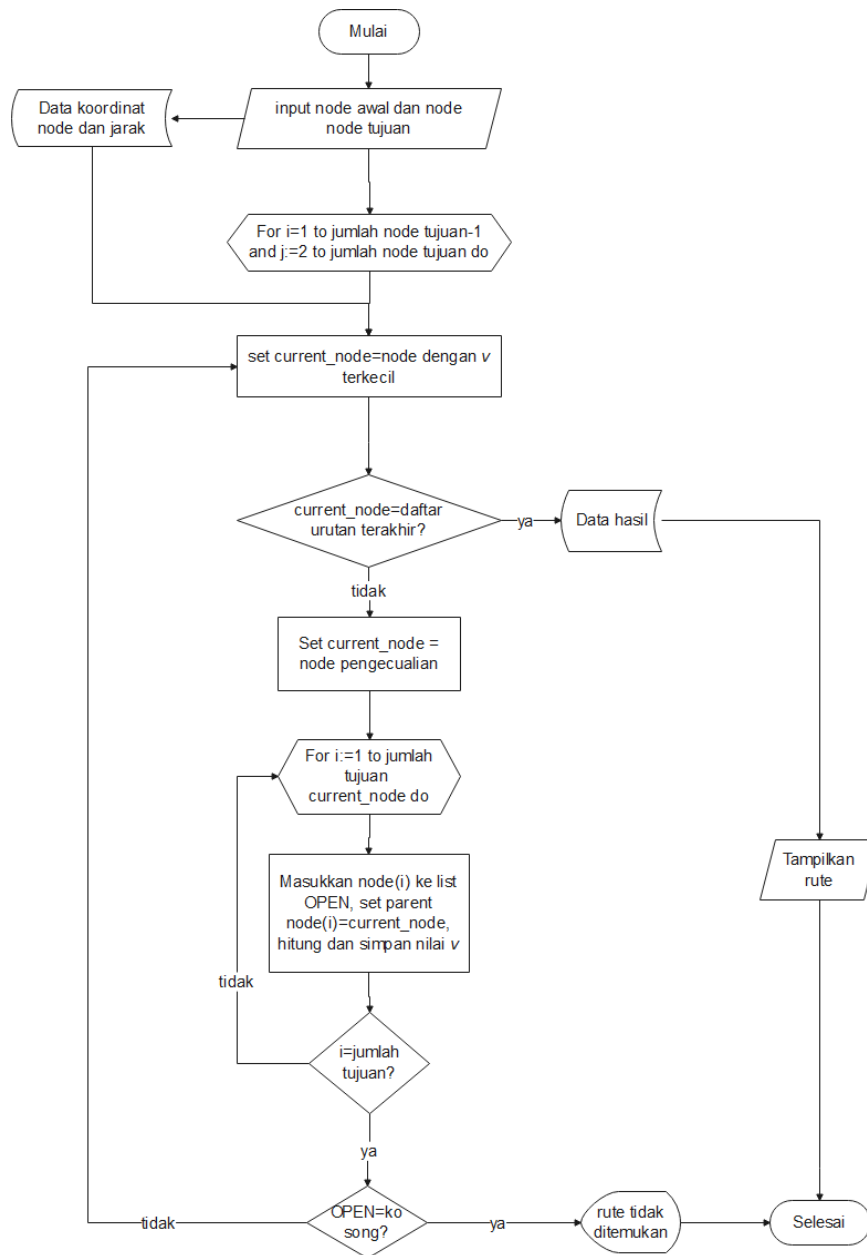 Mulai
Data koordinat
node dan jarak
input node awal dan node
node tujuan
For i=1 to jumlah node tujuan-1
and j:=2 to jumlah node tujuan do
set current_node=node dengan v
terkecil
current_node=daftar
urutan terakhir?
ya
Data hasil
tidak
Set current_node =
node pengecualian
For i:=1 to jumlah
tujuan
current_node do
Tampilkan
rute
Masukkan node(i) ke list
OPEN, set parent
node(i)=current_node,
hitung dan simpan nilai v
tidak
i=jumlah
tujuan?
ya
tidak
OPEN=ko
song?
ya
rute tidak
ditemukan
Selesai